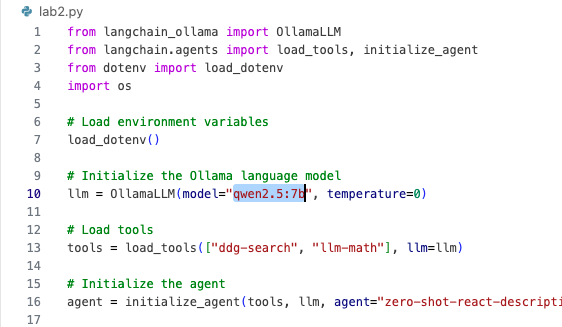 lab2.py
1 from langchain_ollama import OllamaLLM
2 from langchain.agents import load_tools, initialize_agent
3 from dotenv import load_dotenv
4 import os
5
6 # Load environment variables
7 load_dotenv()
8
9 # Initialize the Ollama language model
10 llm = OllamaLLM(model="qwen2.5:7b", temperature=0)
11
12 # Load tools
13 tools = load_tools(["ddg-search", "llm-math"], llm=llm)
14
15 # Initialize the agent
16 agent = initialize_agent(tools, llm, agent="zero-shot-react-descripti
17